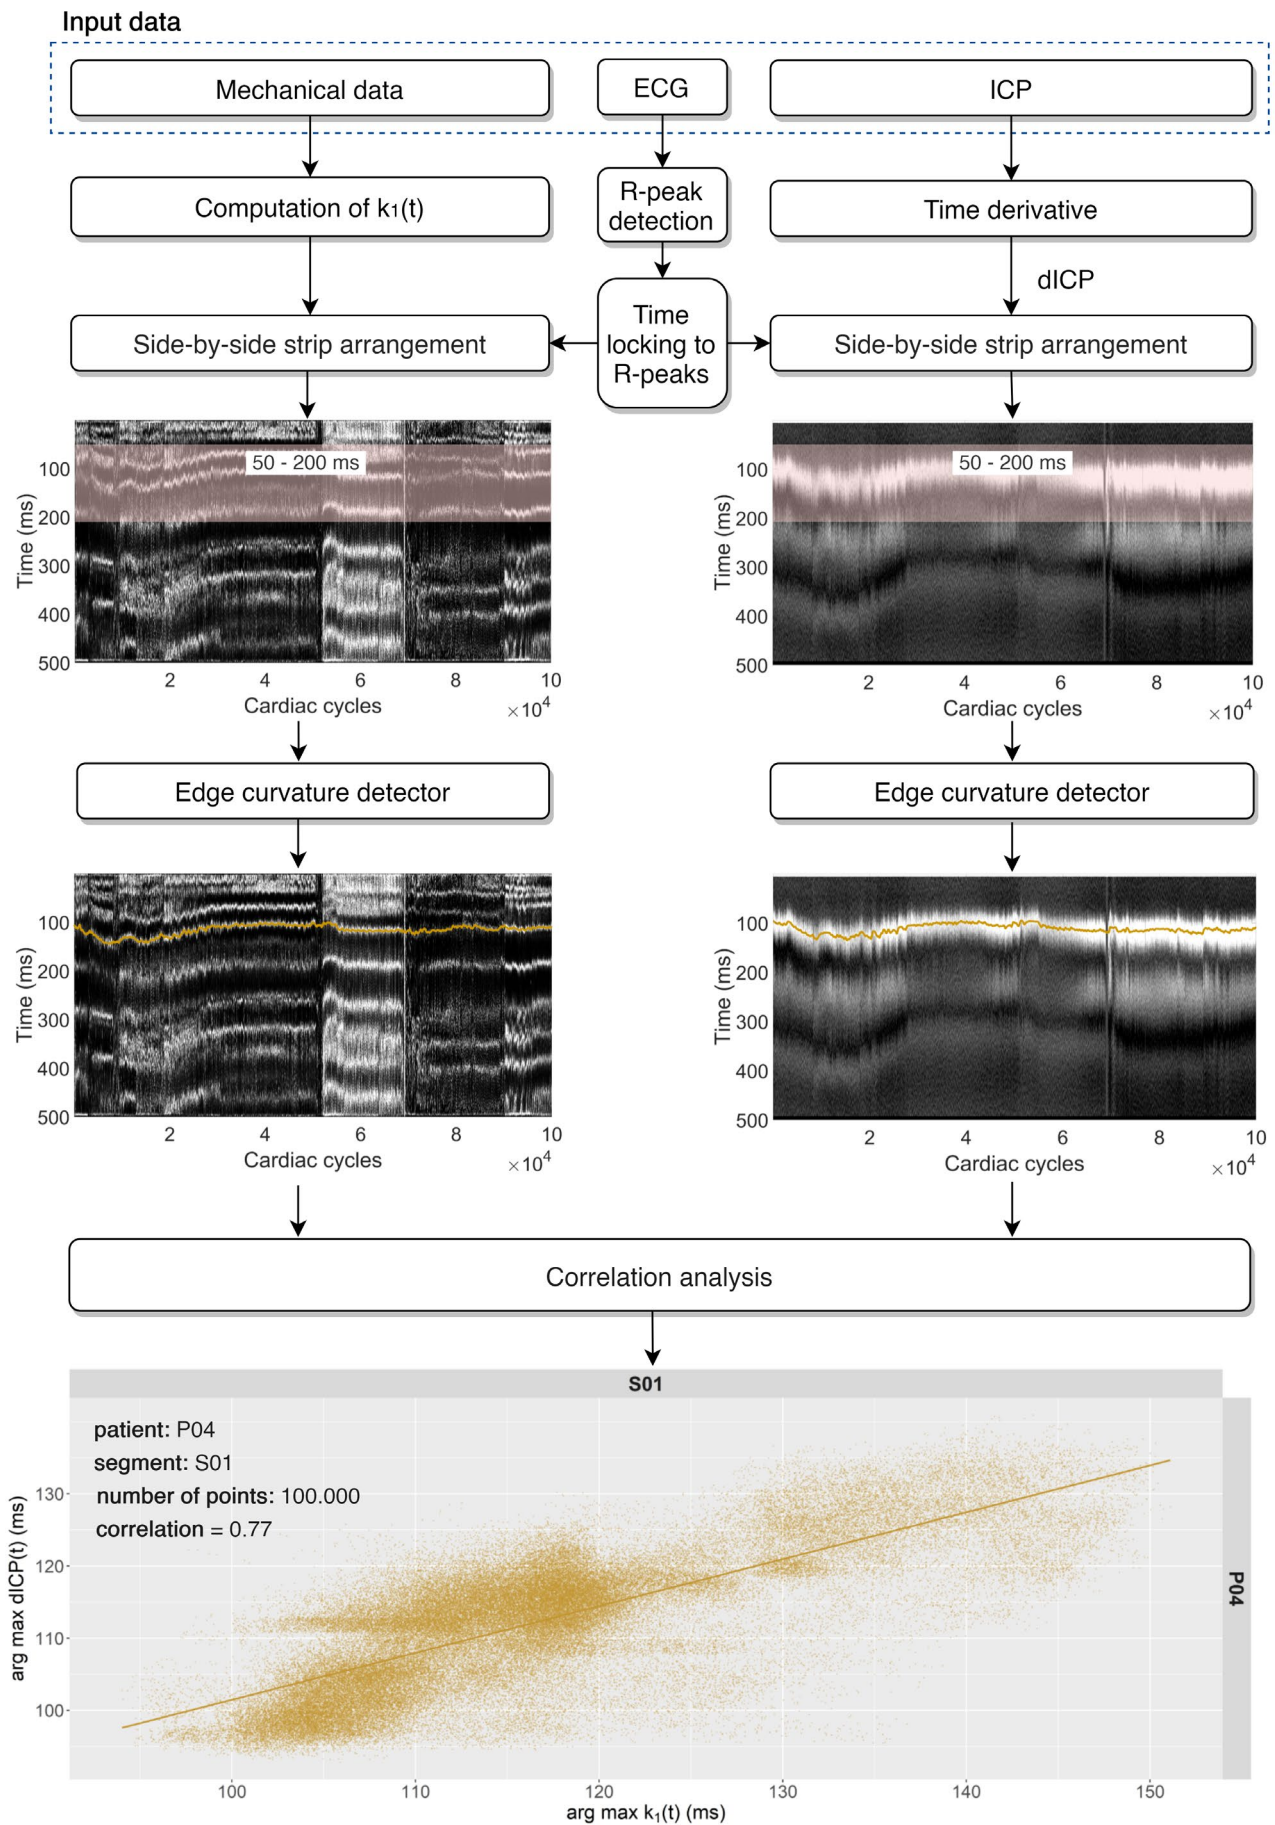 Input data
Mechanical data
ECG
ICP
Computation of k₁(t)
R-peak
detection
Time derivative
dICP
Side-by-side strip arrangement
Time
locking to
R-peaks
Side-by-side strip arrangement
50 - 200 ms
100
200
300
400
500
Time (ms)
2
4
6
8
10
Cardiac cycles
×10⁴
50 - 200 ms
100
200
300
400
500
Time (ms)
2
4
6
8
10
Cardiac cycles
×10⁴
Edge curvature detector
Edge curvature detector
100
200
300
400
500
Time (ms)
2
4
6
8
10
Cardiac cycles
×10⁴
100
200
300
400
500
Time (ms)
2
4
6
8
10
Cardiac cycles
×10⁴
Correlation analysis
S01
patient: P04
segment: S01
number of points: 100.000
correlation = 0.77
P04
130
120
110
100
arg max dICP(t) (ms)
100
110
120
130
140
150
arg max k₁(t) (ms)